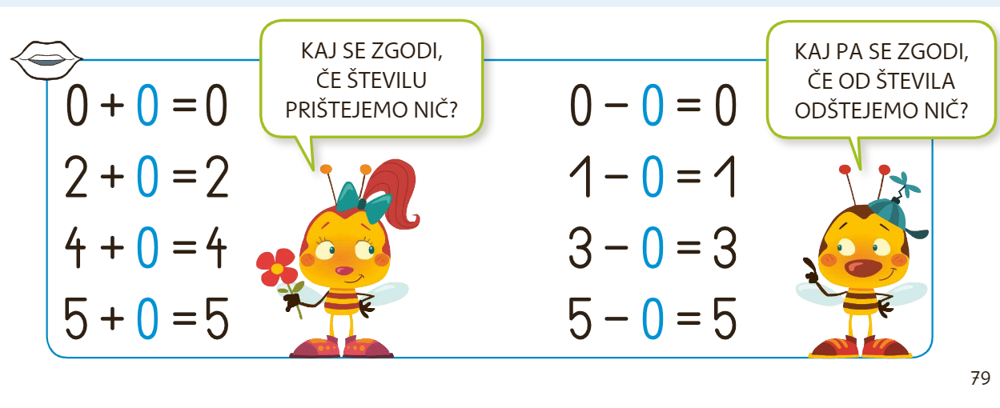 KAJ SE ZGODI,
ČE ŠTEVILU
PRIŠTEJEMO NIČ?
0 + 0 = 0
2 + 0 = 2
4 + 0 = 4
5 + 0 = 5
KAJ PA SE ZGODI,
ČE OD ŠTEVILA
ODŠTEJEMO NIČ?
0 − 0 = 0
1 − 0 = 1
3 − 0 = 3
5 − 0 = 5
79